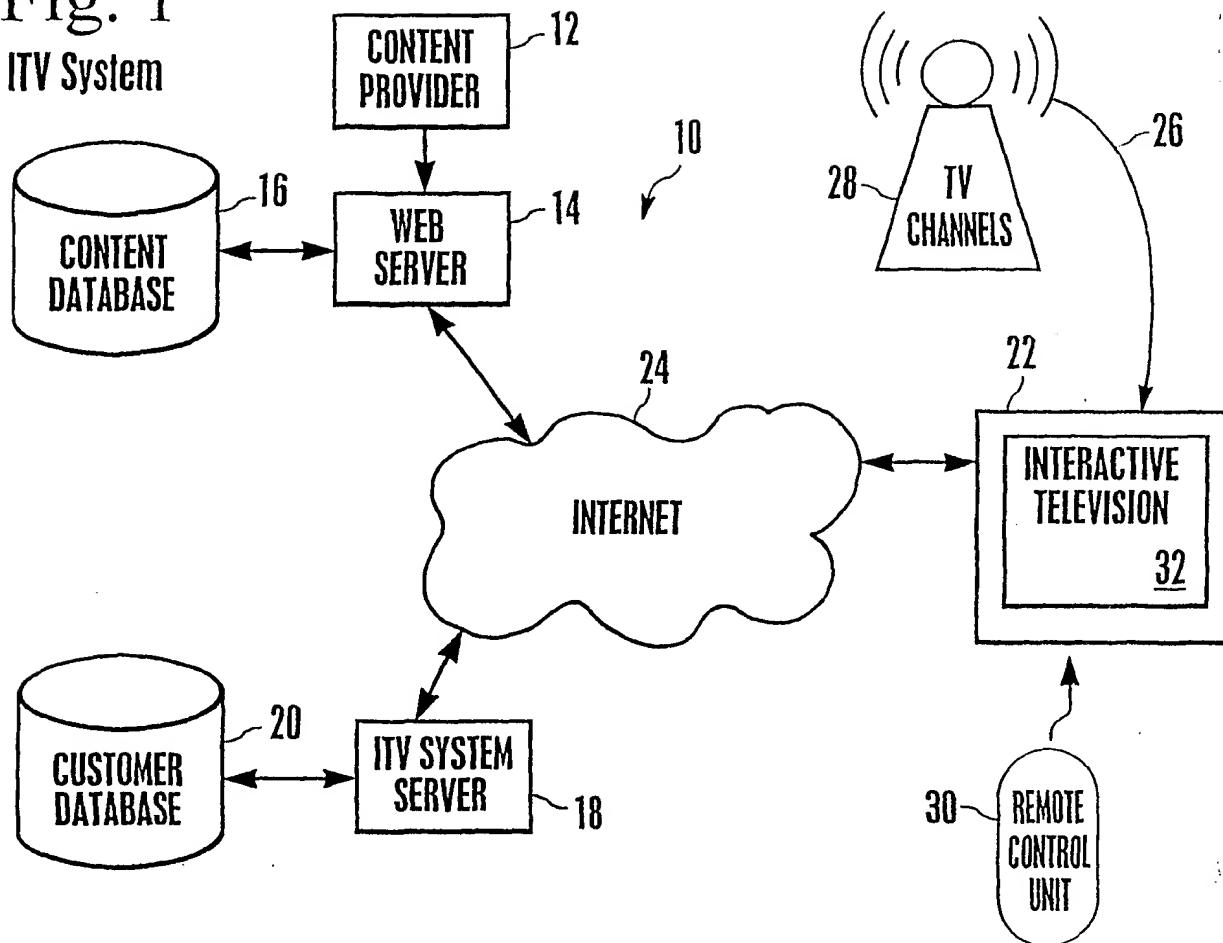 Fig. 1
ITV System
CONTENT
PROVIDER
12
10
26
28
TV
CHANNELS
16
CONTENT
DATABASE
14
WEB
SERVER
24
INTERNET
22
INTERACTIVE
TELEVISION
32
20
CUSTOMER
DATABASE
ITV SYSTEM
SERVER
18
30
REMOTE
CONTROL
UNIT